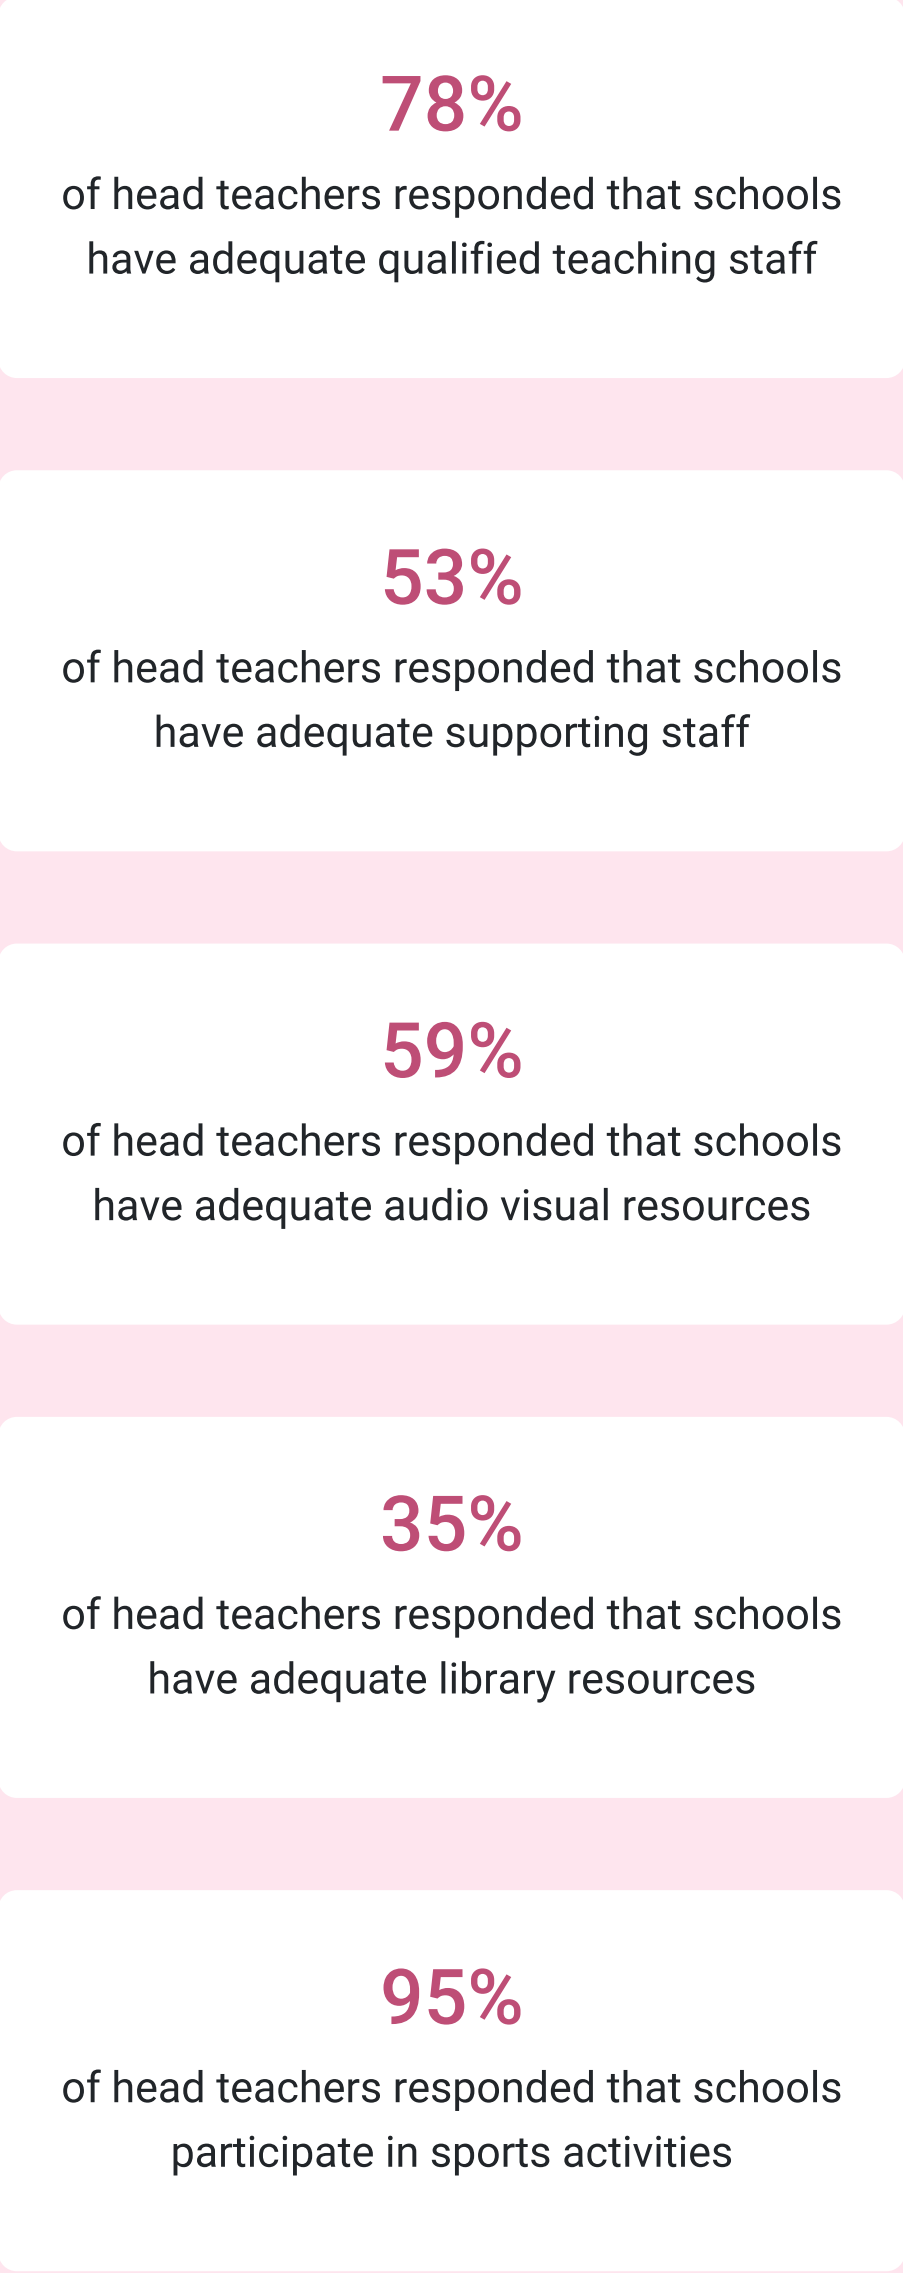 78%
of head teachers responded that schools
have adequate qualified teaching staff
53%
of head teachers responded that schools
have adequate supporting staff
59%
of head teachers responded that schools
have adequate audio visual resources
35%
of head teachers responded that schools
have adequate library resources
95%
of head teachers responded that schools
participate in sports activities